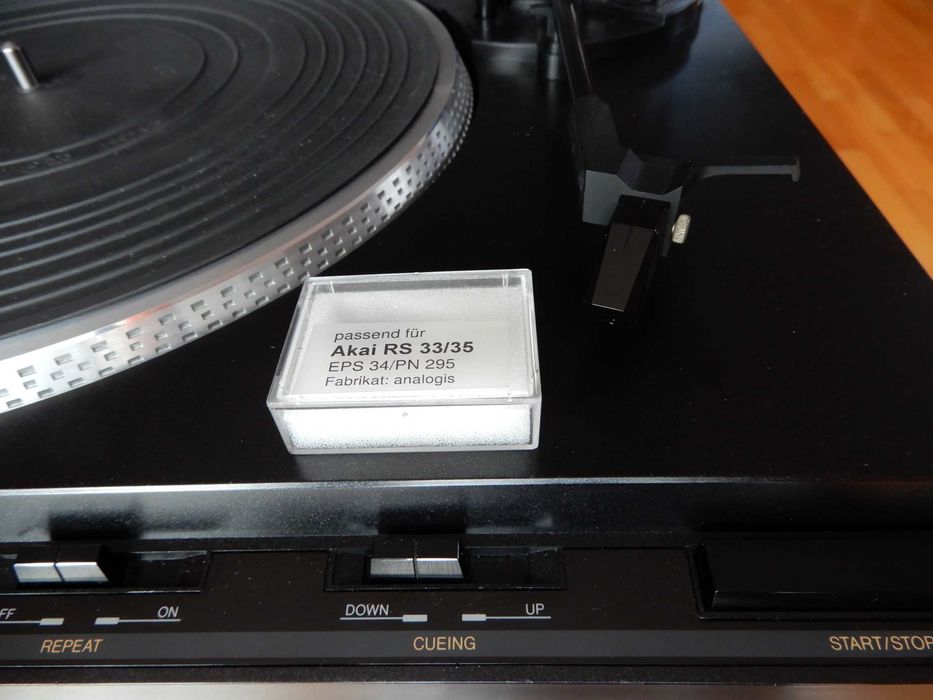 passend für
Akai RS 33/35
EPS 34/PN 295
Fabrikat: analogis
FF ON
DOWN UP
REPEAT
CUEING
START/STOP